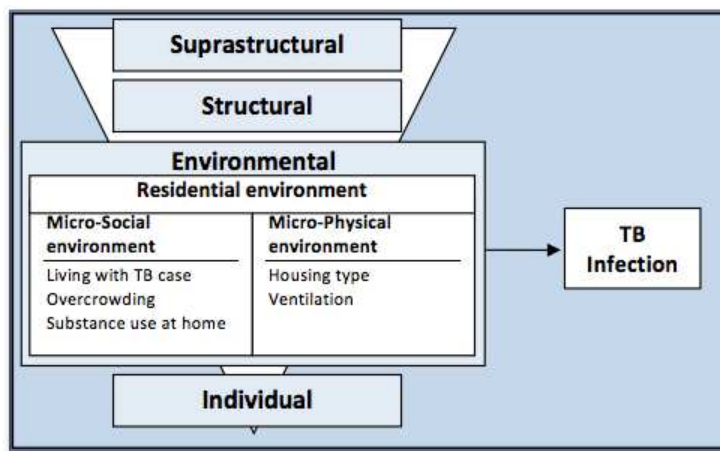 Suprastructural
Structural
Environmental
Residential environment
Micro-Social
environment
Living with TB case
Overcrowding
Substance use at home
Micro-Physical
environment
Housing type
Ventilation
TB
Infection
Individual